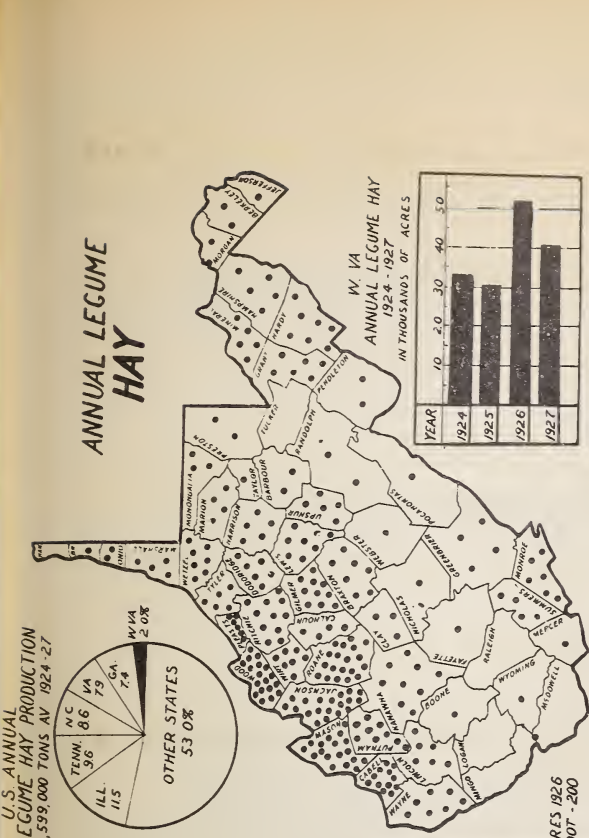 U.S. ANNUAL
EGUME HAY PRODUCTION
,599,000 TONS AV 1924-27
ANNUAL LEGUME
HAY
TENN.
9.6
N C
8.6
VA
7.9
GA.
7.4
W VA
2 0%
ILL.
11.5
OTHER STATES
53 0%
MARSHALL
WETZEL
MONONGALIA
MARION
PRESTON
TAYLOR
BARBOUR
HARRISON
TYLER
DODDRIDGE
RITCHIE
WOOD
WIRT
LEWIS
GILMER
UPSHUR
TUCKER
RANDOLPH
PENDLETON
GRANT
HARDY
MINERAL
HAMPSHIRE
MORGAN
BERKELEY
JEFFERSON
CALHOUN
ROANE
JACKSON
MASON
BRAXTON
WEBSTER
POCAHONTAS
CLAY
NICHOLAS
GREENBRIER
KANAWHA
PUTNAM
CABELL
LINCOLN
WAYNE
BOONE
FAYETTE
RALEIGH
MONROE
SUMMERS
MERCER
WYOMING
MCDOWELL
LOGAN
MINGO
W. VA
ANNUAL LEGUME HAY
1924 - 1927
IN THOUSANDS OF ACRES
YEAR 10 20 30 40 50
1924
1925
1926
1927
RES 1926
OT - 200